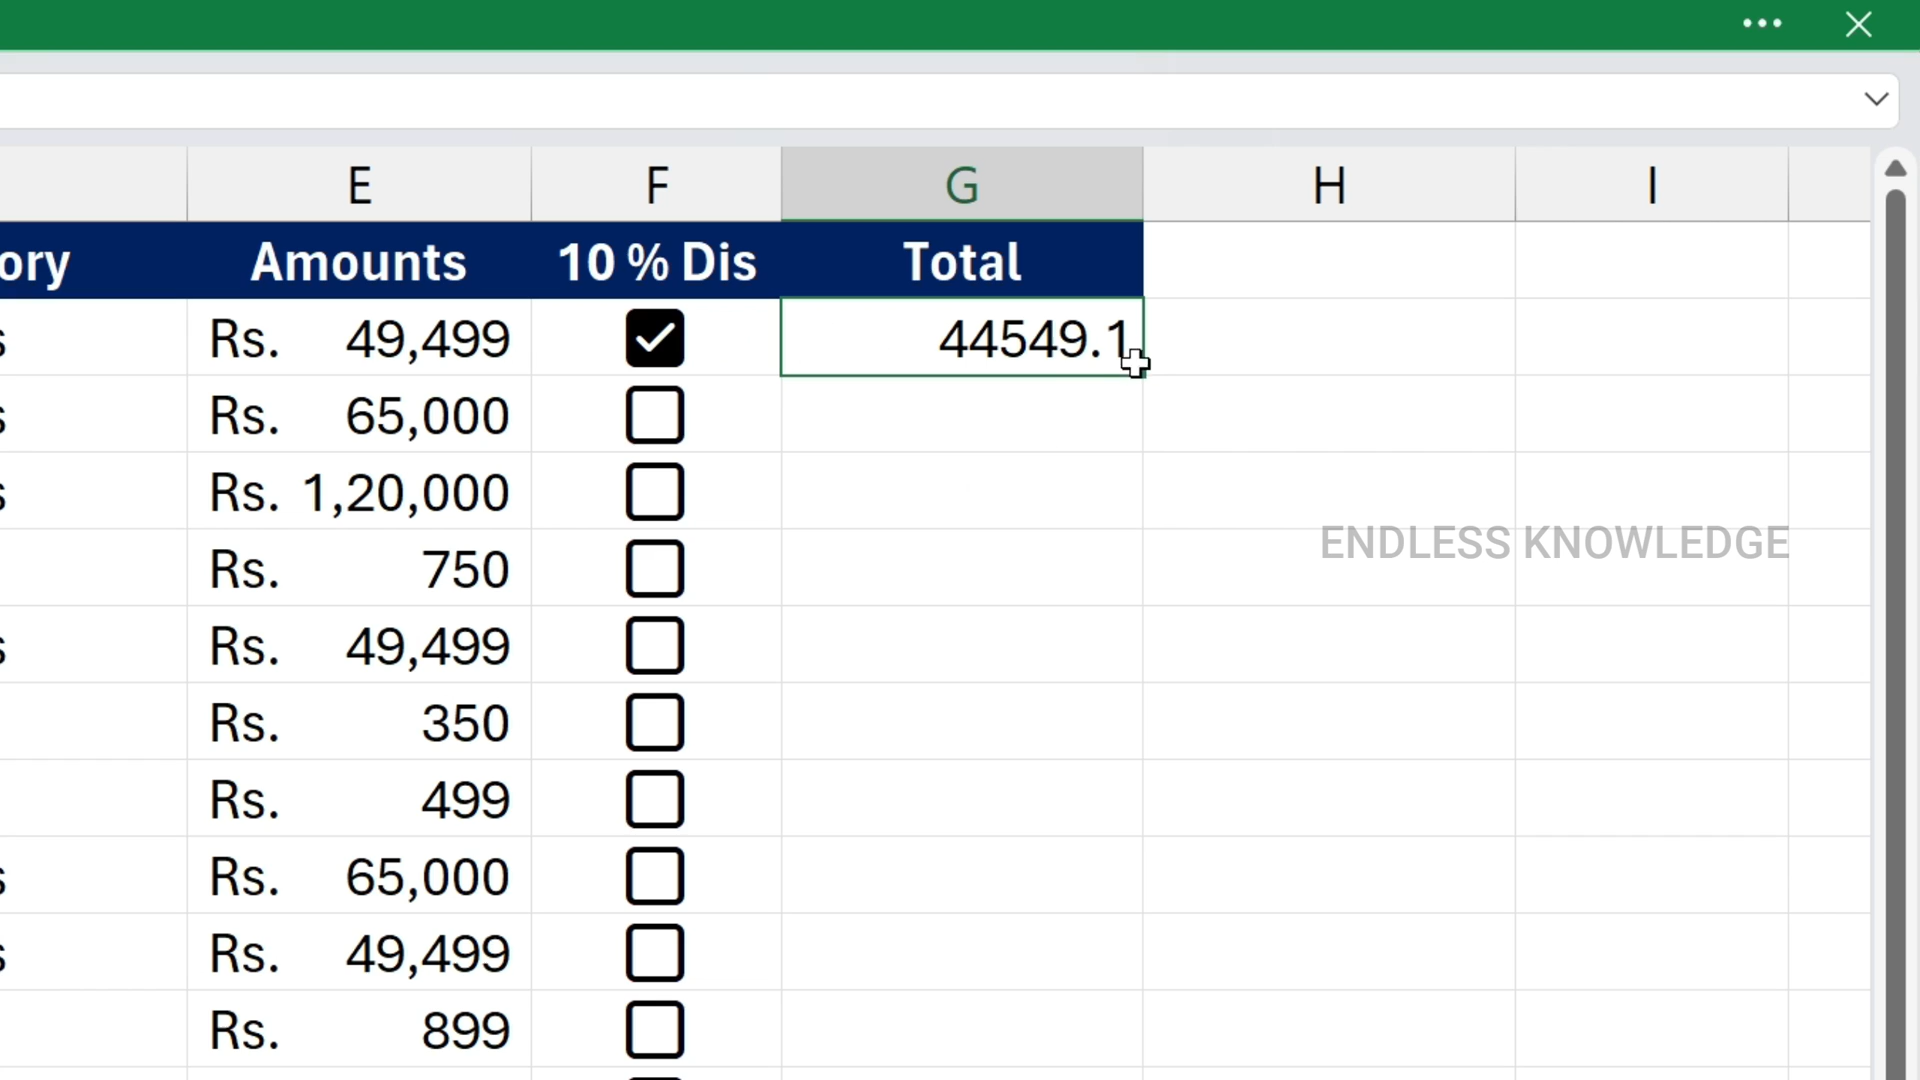 E F G H I
ory Amounts 10 % Dis Total
s Rs. 49,499 44549.1
s Rs. 65,000
s Rs. 1,20,000
Rs. 750
ENDLESS KNOWLEDGE
s Rs. 49,499
Rs. 350
Rs. 499
s Rs. 65,000
s Rs. 49,499
Rs. 899